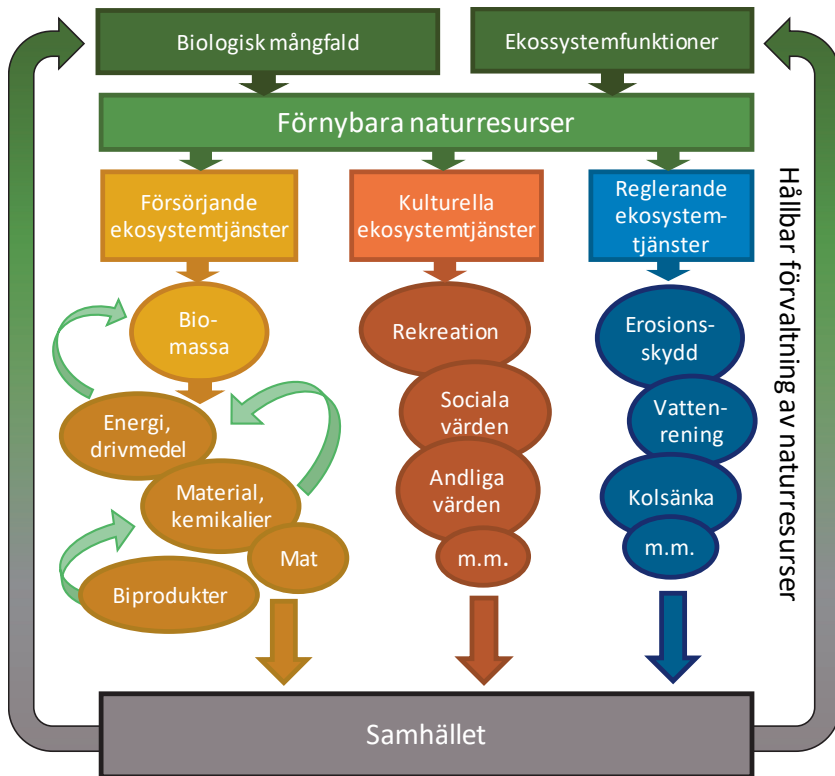 Biologisk mångfald
Ekossystemfunktioner
Förnybara naturresurser
Försörjande
ekosystemtjänster
Kulturella
ekosystemtjänster
Reglerande
ekosystem-
tjänster
Bio-
massa
Energi,
drivmedel
Material,
kemikalier
Mat
Biprodukter
Rekreation
Sociala
värden
Andliga
värden
m.m.
Erosions-
skydd
Vatten-
rening
Kolsänka
m.m.
Hållbar förvaltning av naturresurser
Samhället